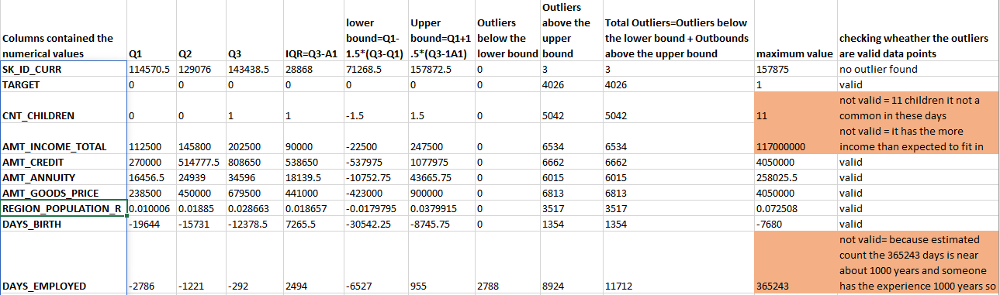 Columns contained the numerical values | Q1 | Q2 | Q3 | IQR=Q3-A1 | lower bound=Q1-1.5*(Q3-Q1) | Upper bound=Q1+1.5*(Q3-1A1) | Outliers below the lower bound | Outliers above the upper bound | Total Outliers=Outliers below the lower bound + Outbounds above the upper bound | maximum value | checking wheather the outliers are valid data points
SK_ID_CURR | 114570.5 | 129076 | 143438.5 | 28868 | 71268.5 | 157872.5 | 0 | 3 | 3 | 157875 | no outlier found
TARGET | 0 | 0 | 0 | 0 | 0 | 0 | 0 | 4026 | 4026 | 1 | valid
CNT_CHILDREN | 0 | 0 | 1 | 1 | -1.5 | 1.5 | 0 | 5042 | 5042 | 11 | not valid = 11 children it not a common in these days
AMT_INCOME_TOTAL | 112500 | 145800 | 202500 | 90000 | -22500 | 247500 | 0 | 6534 | 6534 | 117000000 | not valid = it has the more income than expected to fit in
AMT_CREDIT | 270000 | 514777.5 | 808650 | 538650 | -537975 | 1077975 | 0 | 6662 | 6662 | 4050000 | valid
AMT_ANNUITY | 16456.5 | 24939 | 34596 | 18139.5 | -10752.75 | 43665.75 | 0 | 6015 | 6015 | 258025.5 | valid
AMT_GOODS_PRICE | 238500 | 450000 | 679500 | 441000 | -423000 | 900000 | 0 | 6813 | 6813 | 4050000 | valid
REGION_POPULATION_R | 0.010006 | 0.01885 | 0.028663 | 0.018657 | -0.0179795 | 0.0379915 | 0 | 3517 | 3517 | 0.072508 | valid
DAYS_BIRTH | -19644 | -15731 | -12378.5 | 7265.5 | -30542.25 | -8745.75 | 0 | 1354 | 1354 | -7680 | valid
DAYS_EMPLOYED | -2786 | -1221 | -292 | 2494 | -6527 | 955 | 2788 | 8924 | 11712 | 365243 | not valid= because estimated count the 365243 days is near about 1000 years and someone has the experience 1000 years so